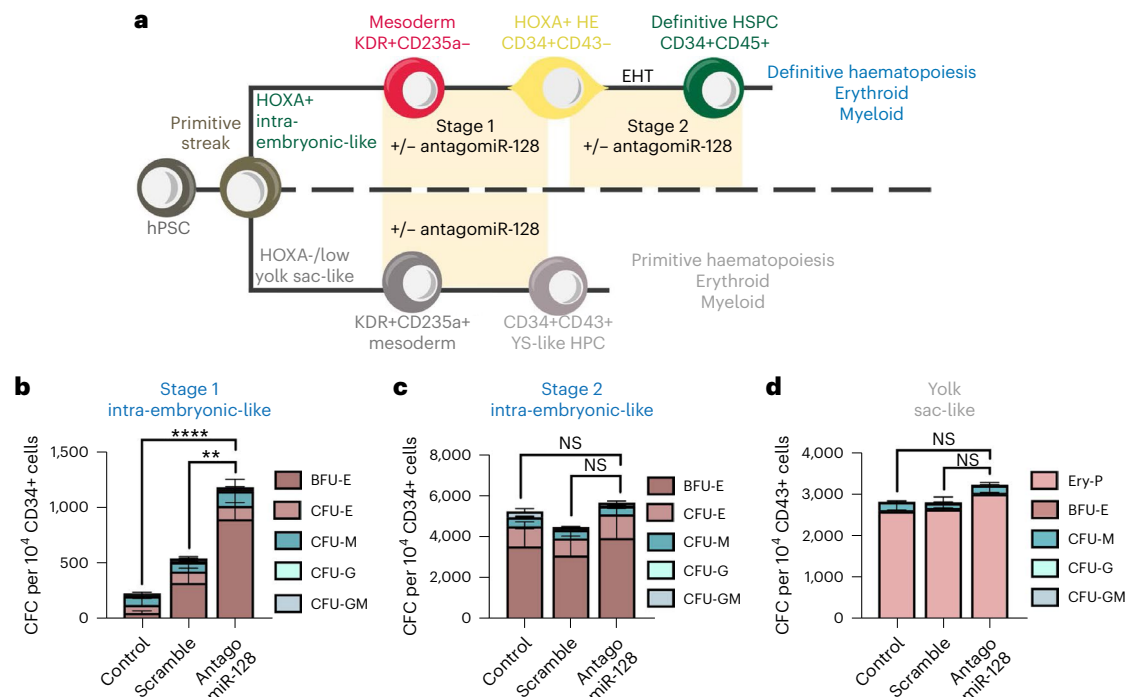 a
Mesoderm
KDR+CD235a–
HOXA+ HE
CD34+CD43–
Definitive HSPC
CD34+CD45+
EHT
Definitive haematopoiesis
Erythroid
Myeloid
HOXA+
intra-
embryonic-like
Primitive
streak
Stage 1
+/– antagomiR-128
Stage 2
+/– antagomiR-128
hPSC
+/– antagomiR-128
HOXA-/low
yolk sac-like
Primitive haematopoiesis
Erythroid
Myeloid
KDR+CD235a+
mesoderm
CD34+CD43+
YS-like HPC
b
Stage 1
intra-embryonic-like
CFC per 10⁴ CD34+ cells
1,500
1,000
500
0
****
**
Control
Scramble
Antago
miR-128
BFU-E
CFU-E
CFU-M
CFU-G
CFU-GM
c
Stage 2
intra-embryonic-like
CFC per 10⁴ CD34+ cells
8,000
6,000
4,000
2,000
0
NS
NS
Control
Scramble
Antago
miR-128
BFU-E
CFU-E
CFU-M
CFU-G
CFU-GM
d
Yolk
sac-like
CFC per 10⁴ CD43+ cells
4,000
3,000
2,000
1,000
0
NS
NS
Control
Scramble
Antago
miR-128
Ery-P
BFU-E
CFU-M
CFU-G
CFU-GM